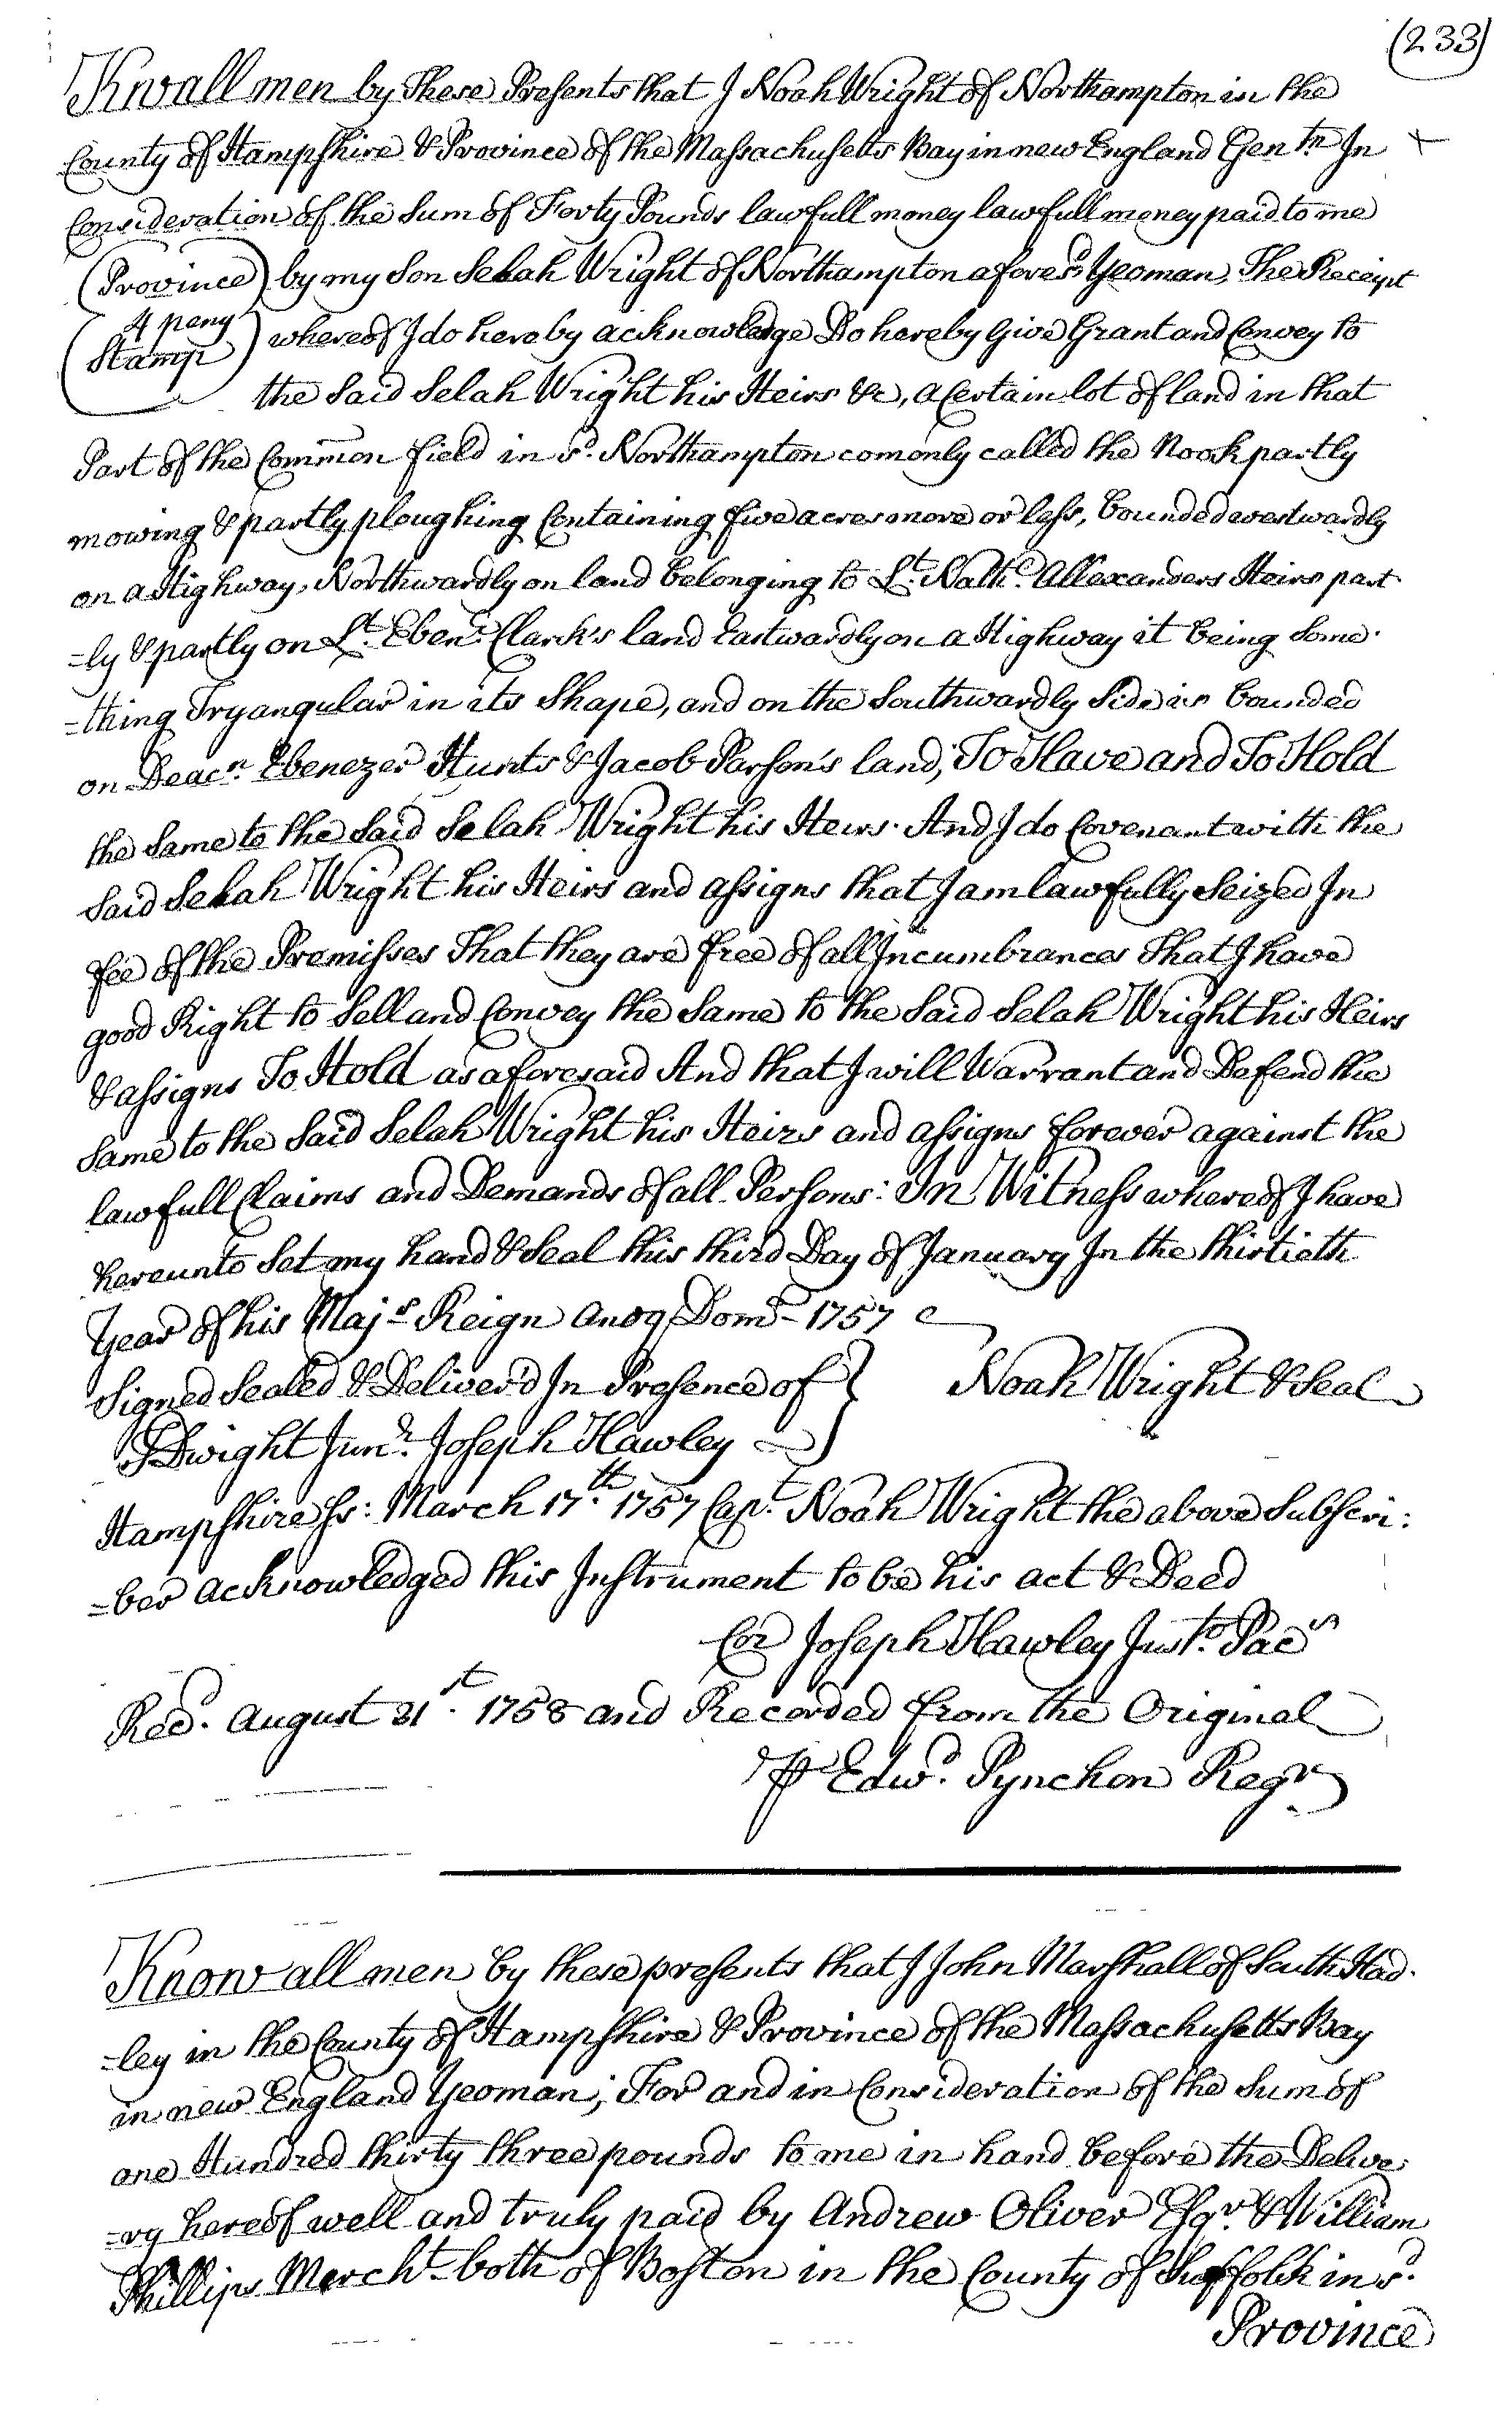 (233)
Knoall men by These Presents that I Noah Wright of Northampton in the
County of Hampshire & Province of the Massachusetts Bay in new England Gentn In
Consideration of the Sum of Forty Pounds lawfull money lawfull money paid to me
(Province) by my Son Selah Wright of Northampton aforesd Yeoman, The Receipt
(4 peny Stamp) whereof I do hereby acknowledge Do hereby Give Grant and Convey to
the Said Selah Wright his Heirs &c, a Certain lot of land in that
Part of the Common field in sd. Northampton comonly called the Nook partly
mowing & partly ploughing Containing five acres more or less, bounded westwardly
on a Highway, Northwardly on land belonging to Lt. Nathl. Allexanders Heirs part
=ly & partly on Lt. Ebenr. Clark's land Eastwardly on a Highway it being Some-
=thing Tryangular in its Shape, and on the Southwardly Side is bounded
on Deacn. Ebenezer Hunts & Jacob Parson's land, To Have and To Hold
the Same to the Said Selah Wright his Heirs. And I do Covenant with the
Said Selah Wright his Heirs and assigns that I am lawfully Seized In
fee of the Premisses That they are free of all Incumbrances That I have
good Right to Sell and Convey the Same to the Said Selah Wright his Heirs
& assigns To Hold as aforesaid And that I will Warrant and Defend the
Same to the Said Selah Wright his Heirs and assigns forever against the
lawfull Claims and Demands of all Persons: In Witness whereof I have
hereunto Set my hand & Seal this third Day of January In the thirtieth
Year of his Majs Reign anoq Domi- 1757
Signed Sealed & Deliver'd In Presence of } Noah Wright & Seal
Dwight Junr. Joseph Hawley
Hampshire ss: March 17th. 1757 Capt. Noah Wright the above Subscri:
=ber acknowledged this Instrument to be his act & Deed
Cor Joseph Hawley Justo. Pacs
Recd. august 31st. 1758 and Recorded from the Original
P Edwd. Pynchon Regr
Know all men by these presents that I John Marshall of South Had-
=ley in the County of Hampshire & Province of the Massachusetts Bay
in new England Yeoman; For and in Consideration of the Sum of
one Hundred thirty three pounds to me in hand before the Delive:
=ry hereof well and truly paid by Andrew Oliver Esqr. & William
Phillips Mercht both of Boston in the County of Suffolk in sd.
Province